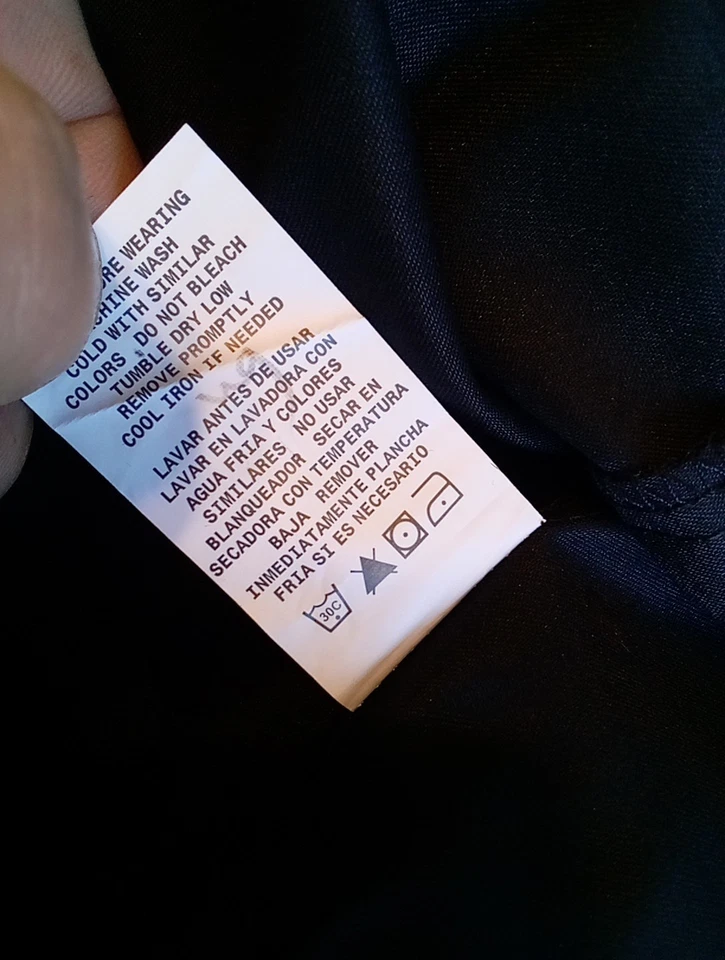 WEARING
WASH
COLD WITH SIMILAR
COLORS DO NOT BLEACH
TUMBLE DRY LOW
REMOVE PROMPTLY
COOL IRON IF NEEDED
LAVAR ANTES DE USAR
LAVAR EN LAVADORA CON
AGUA FRIA Y COLORES
SIMILARES NO USAR
BLANQUEADOR SECAR EN
SECADORA CON TEMPERATURA
BAJA REMOVER
INMEDIATAMENTE PLANCHA
FRIA SI ES NECESARIO
30C